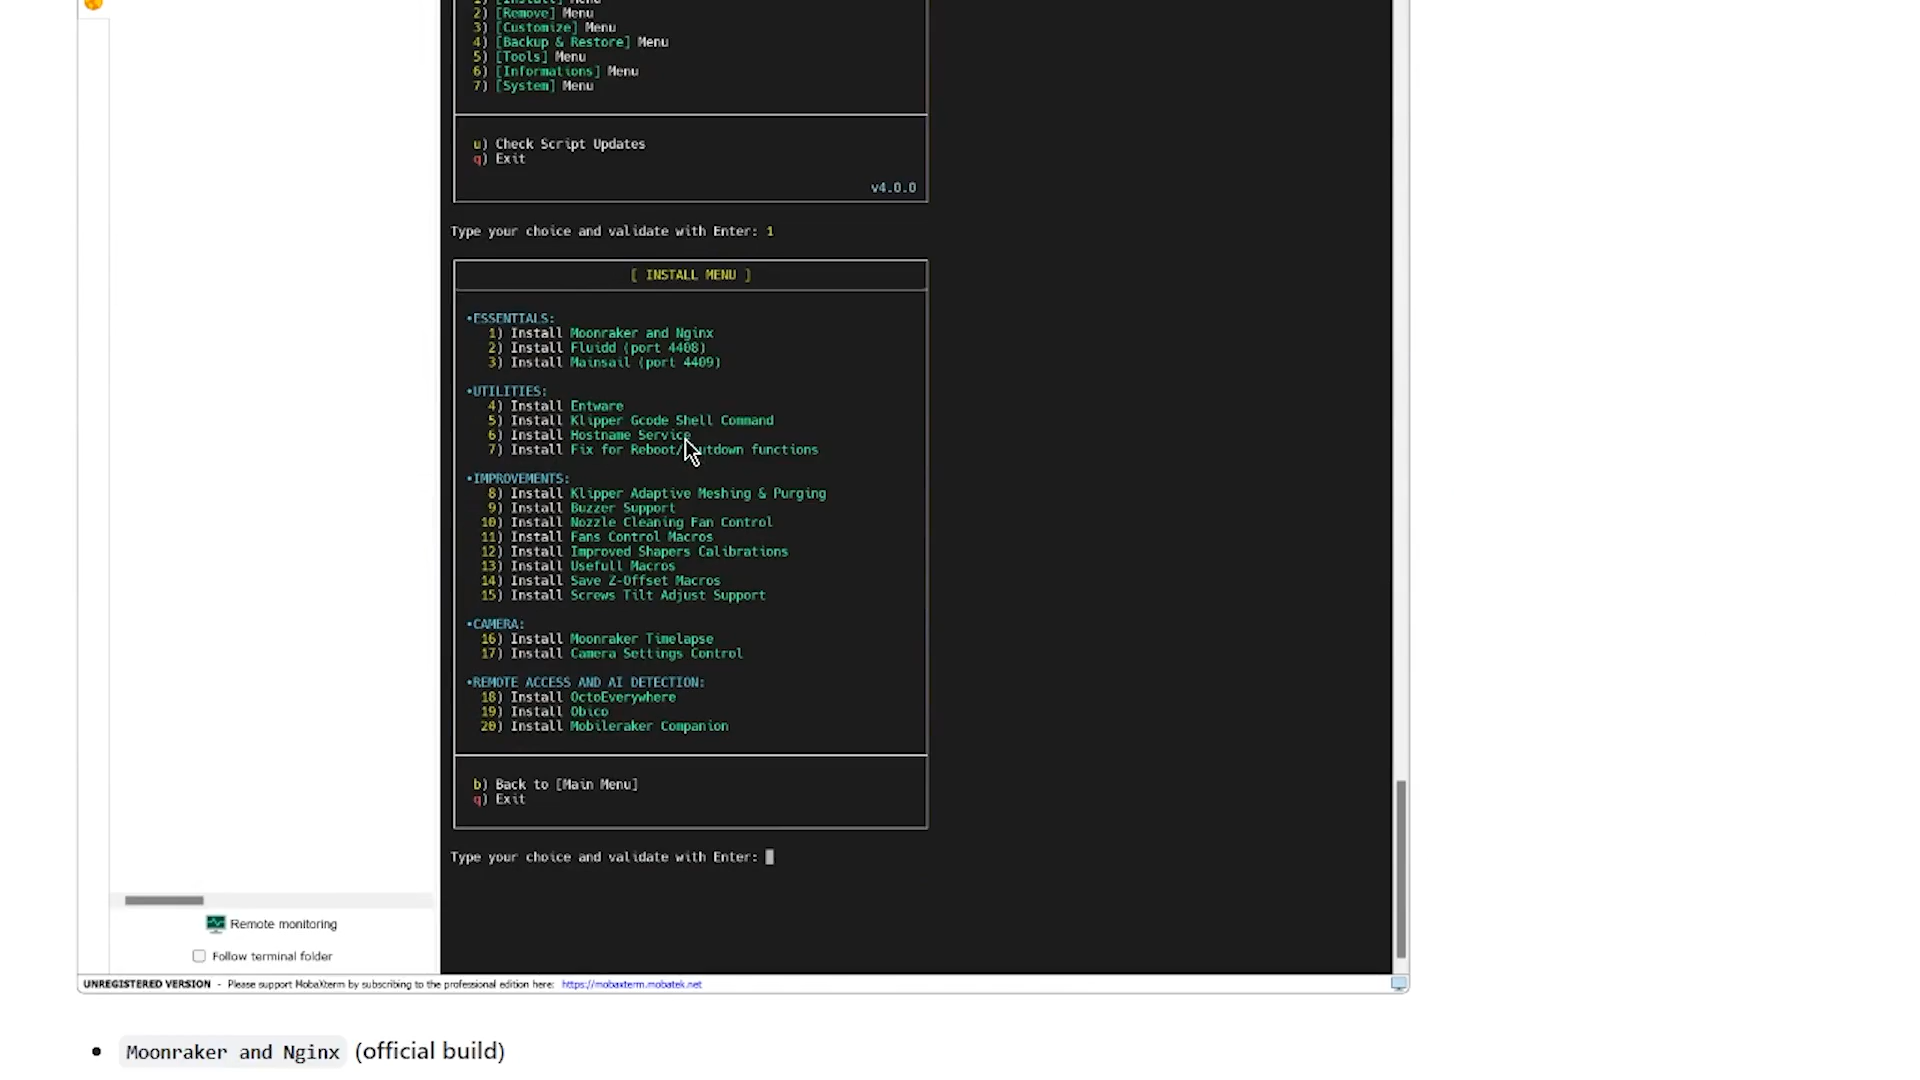 2) [Remove] Menu
3) [Customize] Menu
4) [Backup & Restore] Menu
5) [Tools] Menu
6) [Informations] Menu
7) [System] Menu
u) Check Script Updates
q) Exit
v4.0.0
Type your choice and validate with Enter: 1
[ INSTALL MENU ]
•ESSENTIALS:
1) Install Moonraker and Nginx
2) Install Fluidd (port 4408)
3) Install Mainsail (port 4409)
•UTILITIES:
4) Install Entware
5) Install Klipper Gcode Shell Command
6) Install Hostname Service
7) Install Fix for Reboot/ utdown functions
•IMPROVEMENTS:
8) Install Klipper Adaptive Meshing & Purging
9) Install Buzzer Support
10) Install Nozzle Cleaning Fan Control
11) Install Fans Control Macros
12) Install Improved Shapers Calibrations
13) Install Usefull Macros
14) Install Save Z-Offset Macros
15) Install Screws Tilt Adjust Support
•CAMERA:
16) Install Moonraker Timelapse
17) Install Camera Settings Control
•REMOTE ACCESS AND AI DETECTION:
18) Install OctoEverywhere
19) Install Obico
20) Install Mobileraker Companion
b) Back to [Main Menu]
q) Exit
Type your choice and validate with Enter:
Remote monitoring
Follow terminal folder
UNREGISTERED VERSION - Please support MobaXterm by subscribing to the professional edition here: https://mobaxterm.mobatek.net
• Moonraker and Nginx (official build)